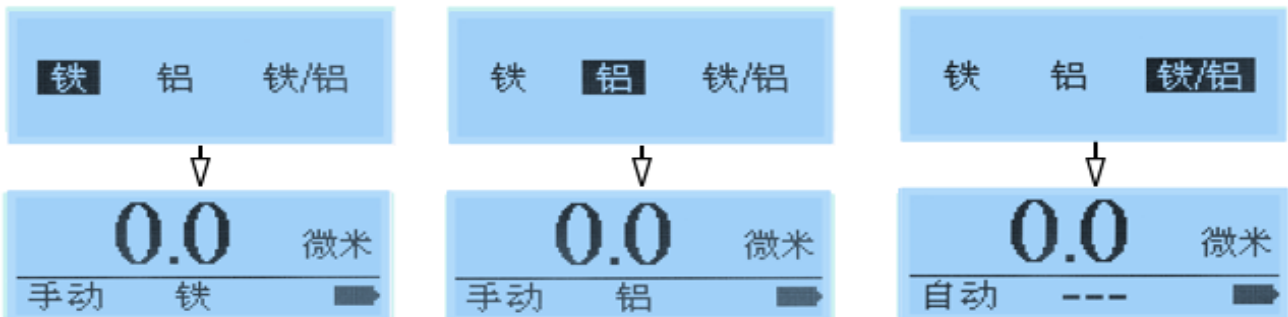 铁 铝 铁/铝
铁 铝 铁/铝
铁 铝 铁/铝
0.0 微米
手动 铁
0.0 微米
手动 铝
0.0 微米
自动 ---